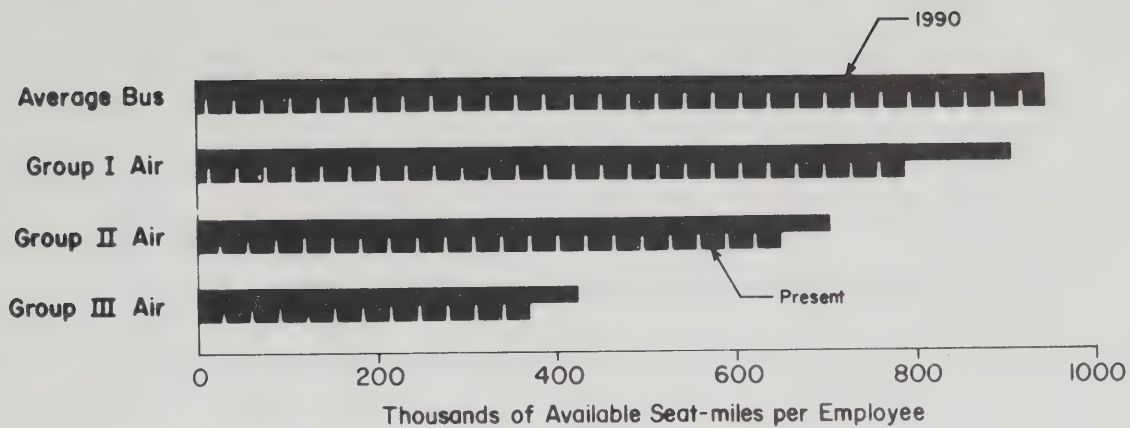 1990
Average Bus
Group I Air
Group II Air
Present
Group III Air
0 200 400 600 800 1000
Thousands of Available Seat-miles per Employee